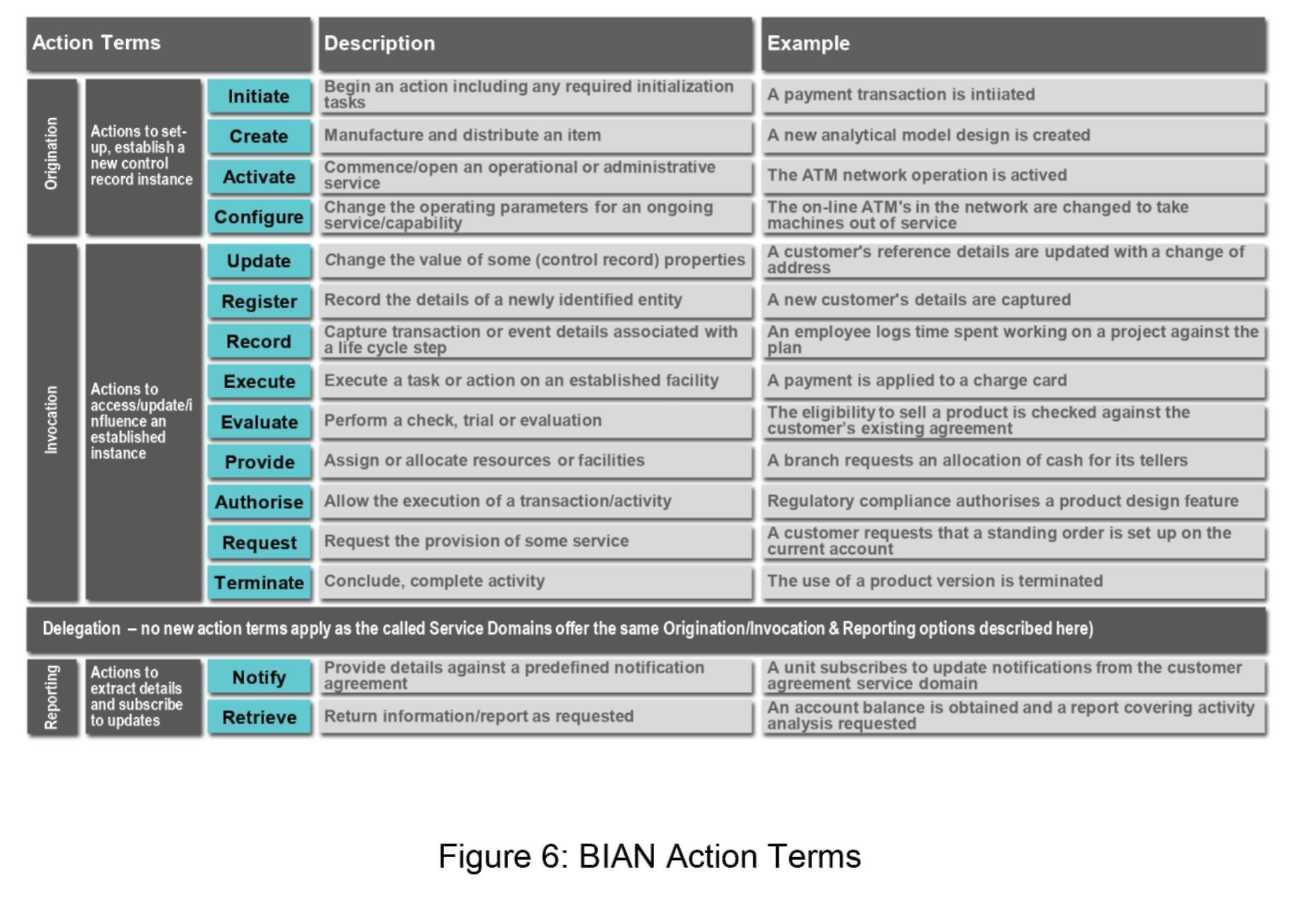 Action Terms
Description
Example
Origination
Actions to set-
up, establish a
new control
record instance
Initiate
Begin an action including any required initialization
tasks
A payment transaction is intiiated
Create
Manufacture and distribute an item
A new analytical model design is created
Activate
Commence/open an operational or administrative
service
The ATM network operation is actived
Configure
Change the operating parameters for an ongoing
service/capability
The on-line ATM's in the network are changed to take
machines out of service
Invocation
Actions to
access/update/i
nfluence an
established
instance
Update
Change the value of some (control record) properties
A customer's reference details are updated with a change of
address
Register
Record the details of a newly identified entity
A new customer's details are captured
Record
Capture transaction or event details associated with
a life cycle step
An employee logs time spent working on a project against the
plan
Execute
Execute a task or action on an established facility
A payment is applied to a charge card
Evaluate
Perform a check, trial or evaluation
The eligibility to sell a product is checked against the
customer's existing agreement
Provide
Assign or allocate resources or facilities
A branch requests an allocation of cash for its tellers
Authorise
Allow the execution of a transaction/activity
Regulatory compliance authorises a product design feature
Request
Request the provision of some service
A customer requests that a standing order is set up on the
current account
Terminate
Conclude, complete activity
The use of a product version is terminated
Delegation – no new action terms apply as the called Service Domains offer the same Origination/Invocation & Reporting options described here)
Reporting
Actions to
extract details
and subscribe
to updates
Notify
Provide details against a predefined notification
agreement
A unit subscribes to update notifications from the customer
agreement service domain
Retrieve
Return information/report as requested
An account balance is obtained and a report covering activity
analysis requested
Figure 6: BIAN Action Terms